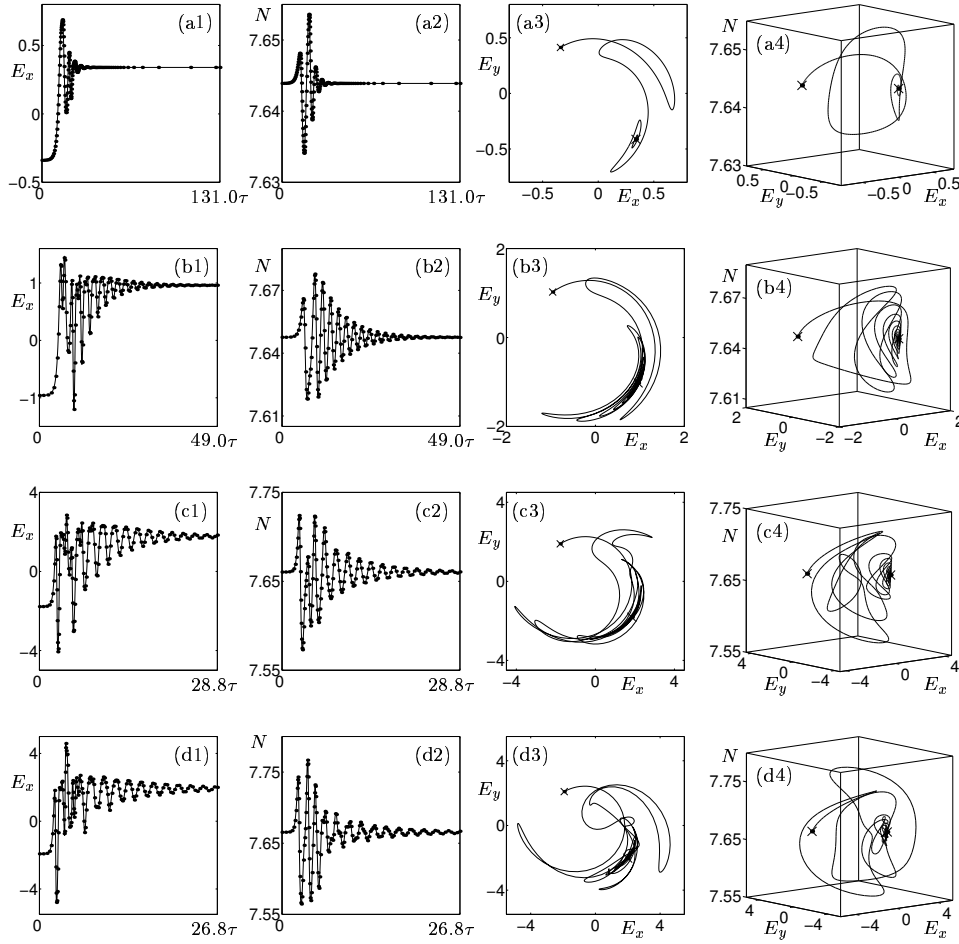 (a1)
0.5
E_x
0
−0.5
0
131.0τ
(a2)
N
7.65
7.64
7.63
0
131.0τ
(a3)
0.5
E_y
0
−0.5
−0.5
0
E_x
0.5
(a4)
N
7.65
7.64
7.63
0.5
E_y
−0.5
−0.5
0
E_x
0.5
(b1)
1
E_x
0
−1
0
49.0τ
(b2)
N
7.67
7.64
7.61
0
49.0τ
(b3)
2
E_y
0
−2
−2
0
E_x
2
(b4)
N
7.67
7.64
7.61
2
E_y
0
−2
−2
0
E_x
2
(c1)
4
E_x
0
−4
0
28.8τ
(c2)
7.75
N
7.65
7.55
0
28.8τ
(c3)
4
E_y
0
−4
−4
0
E_x
4
(c4)
7.75
N
7.65
7.55
4
E_y
0
−4
−4
0
E_x
4
(d1)
4
E_x
0
−4
0
26.8τ
(d2)
N
7.75
7.65
7.55
0
26.8τ
(d3)
4
E_y
0
−4
−4
0
E_x
4
(d4)
N
7.75
7.65
7.55
4
E_y
0
−4
−4
0
E_x
4